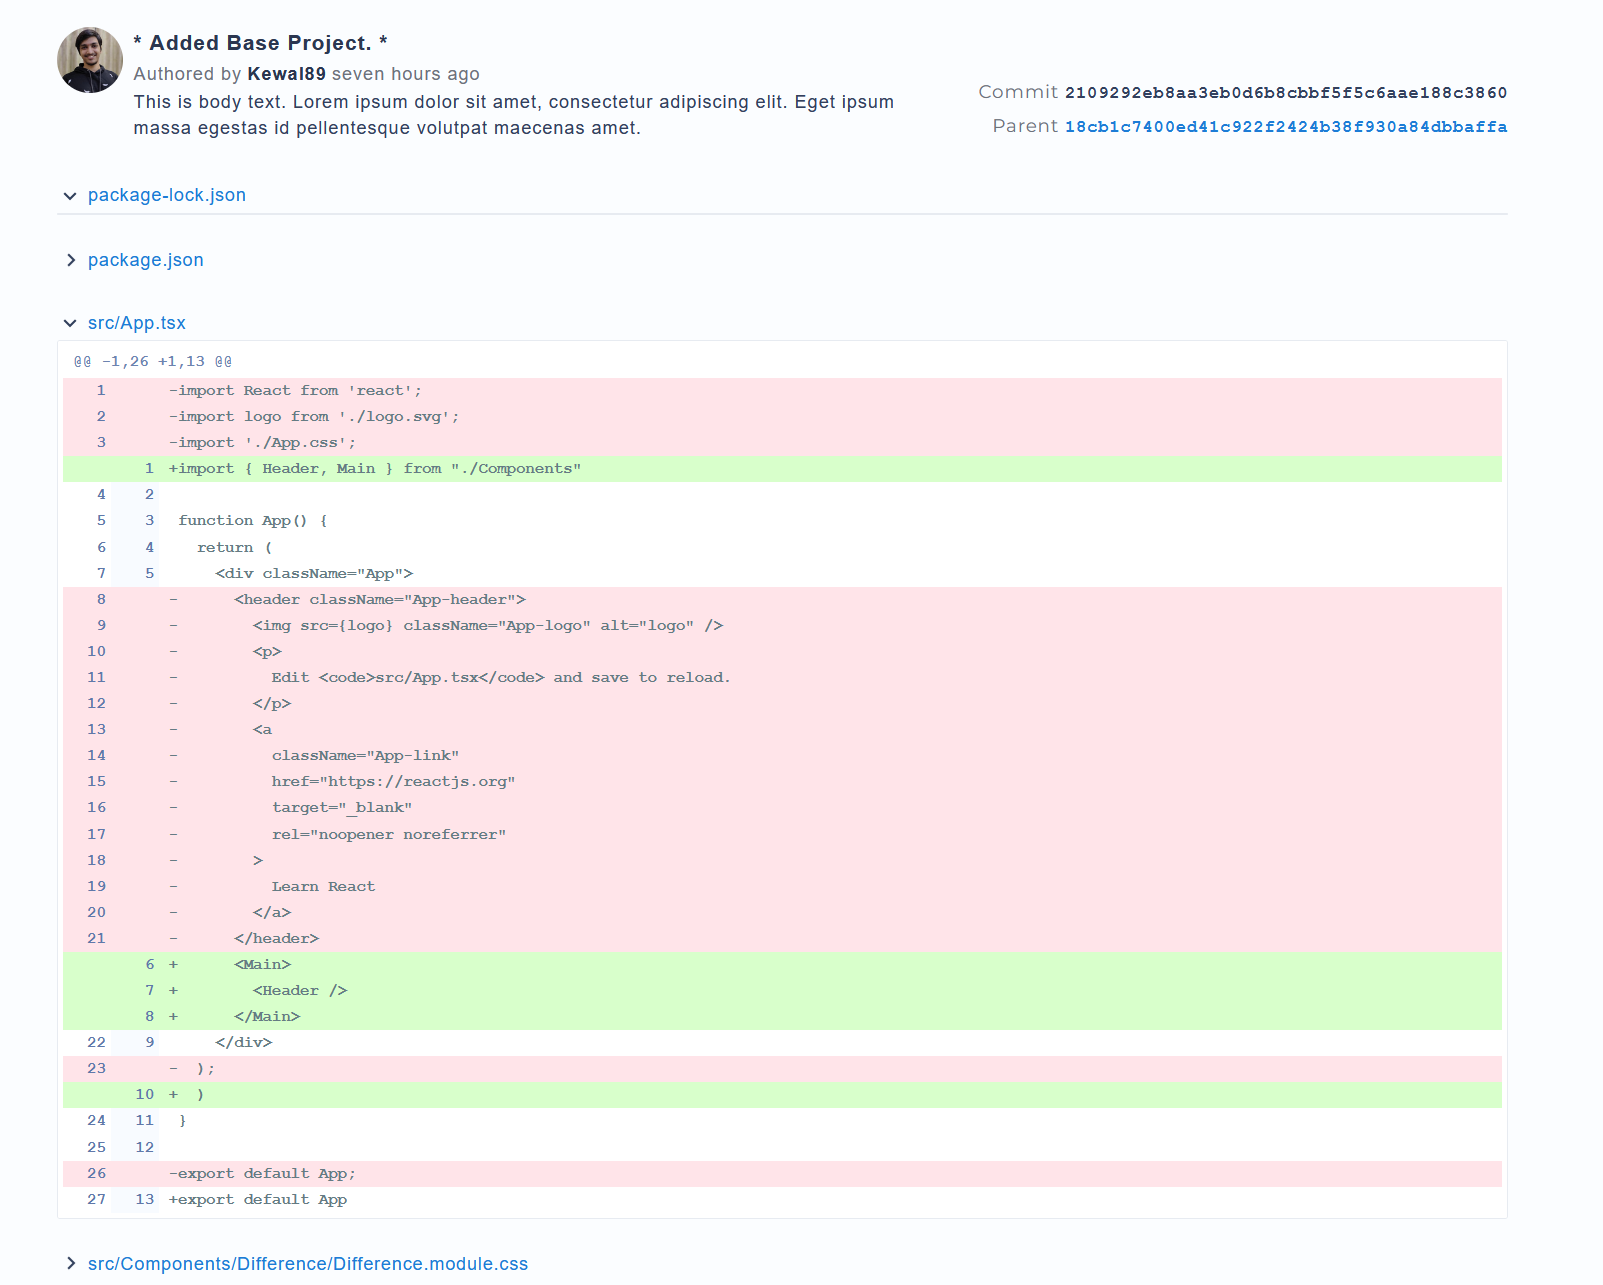 * Added Base Project. *
Authored by Kewal89 seven hours ago
This is body text. Lorem ipsum dolor sit amet, consectetur adipiscing elit. Eget ipsum
massa egestas id pellentesque volutpat maecenas amet.
Commit 2109292eb8aa3eb0d6b8cbbf5f5c6aae188c3860
Parent 18cb1c7400ed41c922f2424b38f930a84dbbaffa
package-lock.json
package.json
src/App.tsx
@@ -1,26 +1,13 @@
1 -import React from 'react';
2 -import logo from './logo.svg';
3 -import './App.css';
1 +import { Header, Main } from "./Components"
4 2
5 3 function App() {
6 4 return (
7 5 <div className="App">
8 - <header className="App-header">
9 - <img src={logo} className="App-logo" alt="logo" />
10 - <p>
11 - Edit <code>src/App.tsx</code> and save to reload.
12 - </p>
13 - <a
14 - className="App-link"
15 - href="https://reactjs.org"
16 - target="_blank"
17 - rel="noopener noreferrer"
18 - >
19 - Learn React
20 - </a>
21 - </header>
6 + <Main>
7 + <Header />
8 + </Main>
22 9 </div>
23 - );
10 + )
24 11 }
25 12
26 -export default App;
27 13 +export default App
src/Components/Difference/Difference.module.css